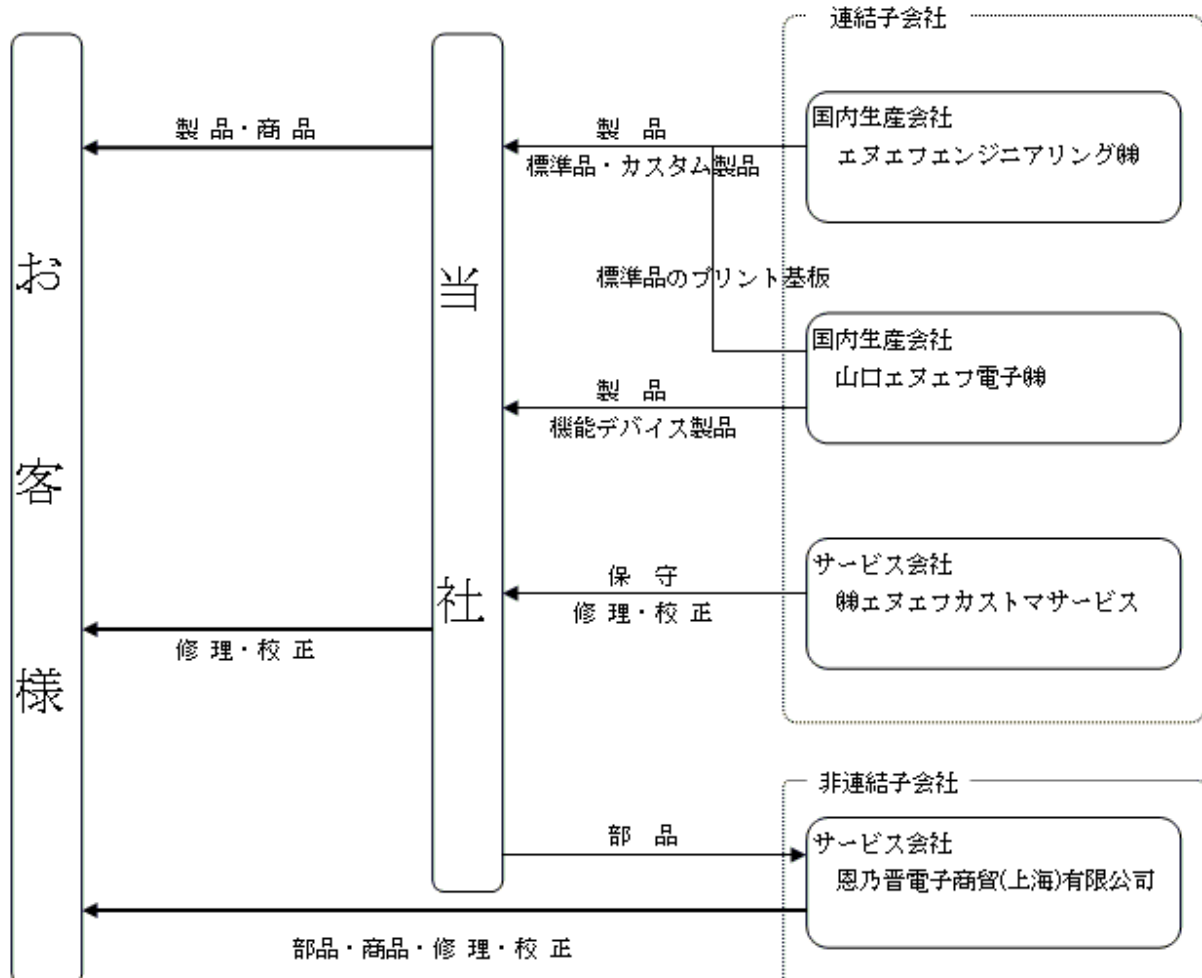 連結子会社
国内生産会社
エヌエフエンジニアリング㈱
製品・商品
製 品
標準品・カスタム製品
お客様
当社
標準品のプリント基板
国内生産会社
山口エヌエフ電子㈱
製 品
機能デバイス製品
サービス会社
㈱エヌエフカストマサービス
保 守
修理・校正
修理・校正
非連結子会社
部 品
サービス会社
恩乃普電子商貿(上海)有限公司
部品・商品・修理・校正